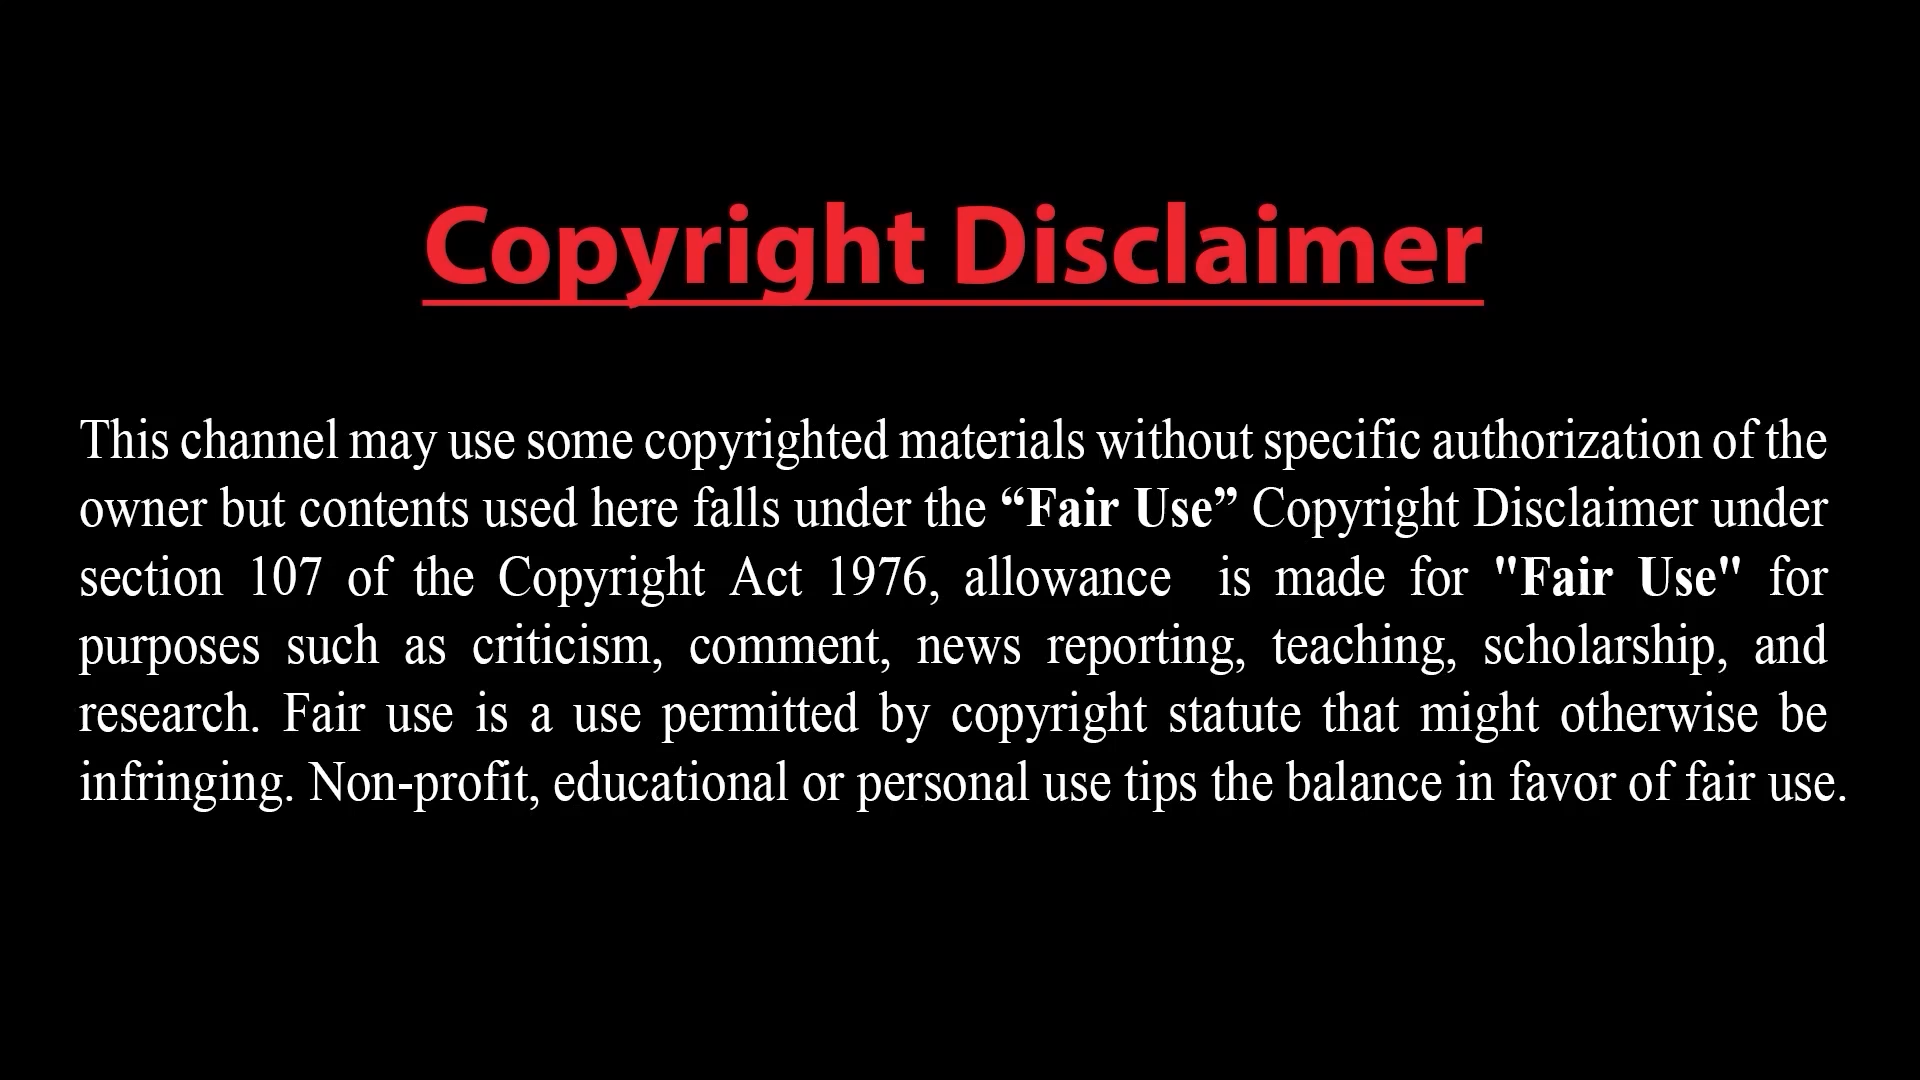 Copyright Disclaimer
This channel may use some copyrighted materials without specific authorization of the
owner but contents used here falls under the “Fair Use” Copyright Disclaimer under
section 107 of the Copyright Act 1976, allowance is made for "Fair Use" for
purposes such as criticism, comment, news reporting, teaching, scholarship, and
research. Fair use is a use permitted by copyright statute that might otherwise be
infringing. Non-profit, educational or personal use tips the balance in favor of fair use.